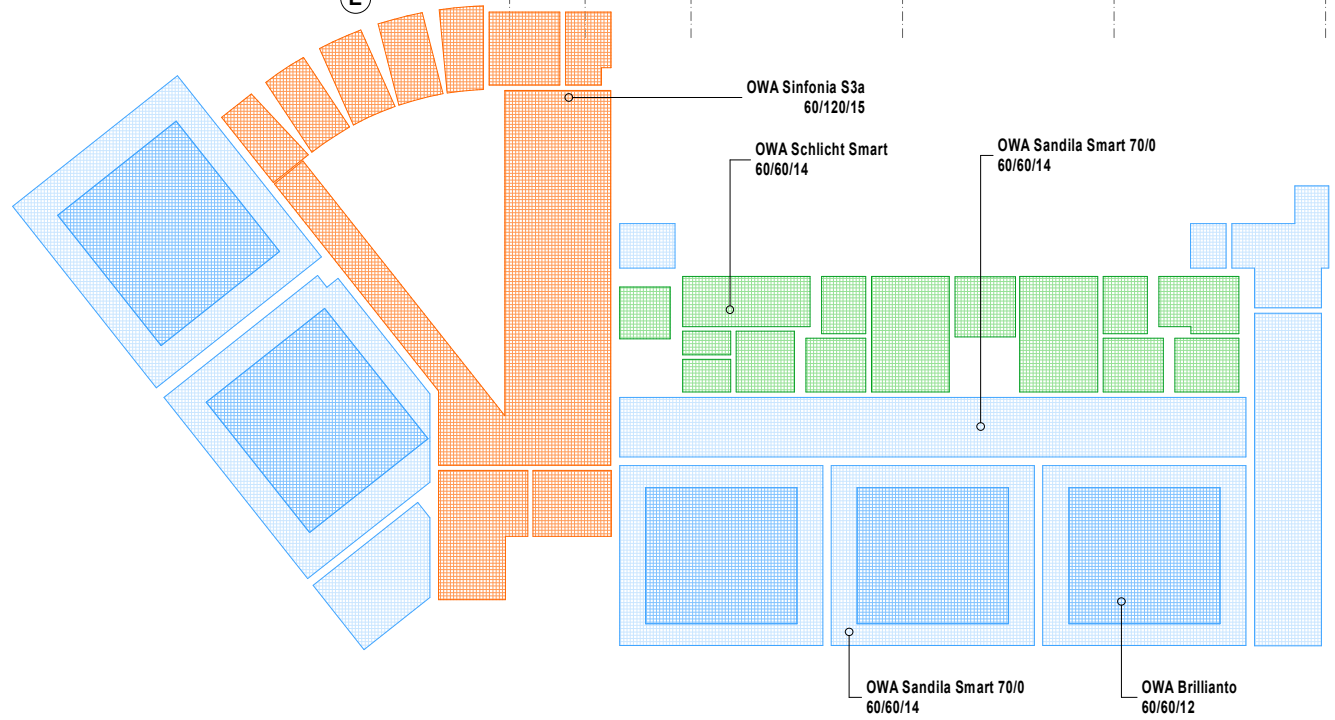 E
OWA Sinfonia S3a
60/120/15
OWA Schlicht Smart
60/60/14
OWA Sandila Smart 70/0
60/60/14
OWA Sandila Smart 70/0
60/60/14
OWA Brillianto
60/60/12